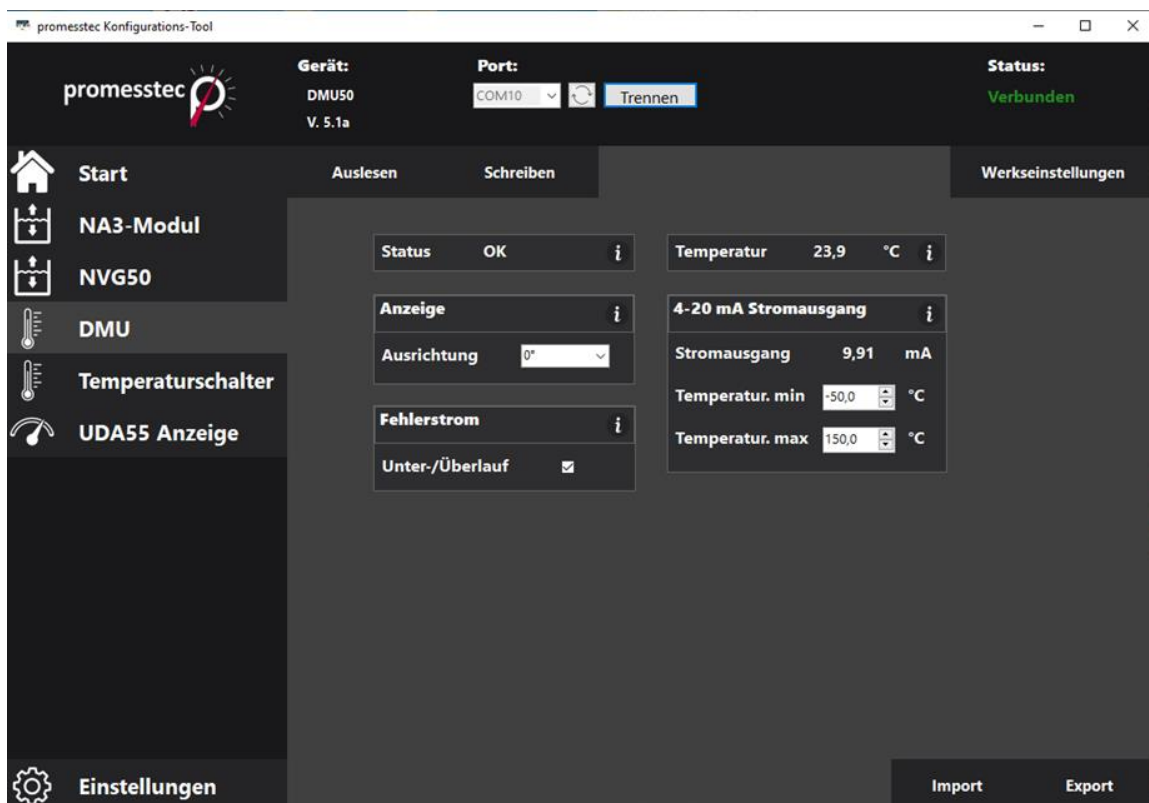 promesstec Konfigurations-Tool
promesstec
Gerät:
DMU50
V. 5.1a
Port:
COM10
Trennen
Status:
Verbunden
Start
NA3-Modul
NVG50
DMU
Temperaturschalter
UDA55 Anzeige
Einstellungen
Auslesen
Schreiben
Werkseinstellungen
Status OK i
Anzeige i
Ausrichtung 0°
Fehlerstrom i
Unter-/Überlauf
Temperatur 23,9 °C i
4-20 mA Stromausgang i
Stromausgang 9,91 mA
Temperatur. min -50,0 °C
Temperatur. max 150,0 °C
Import
Export